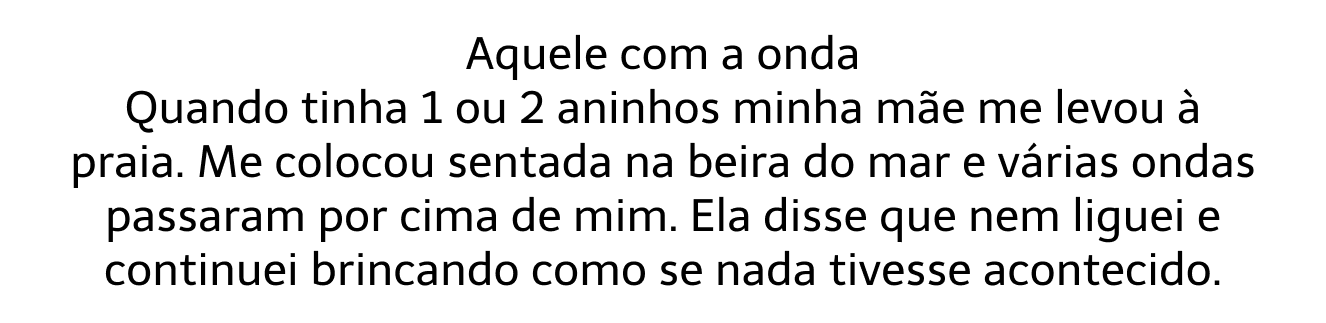 Aquele com a onda
Quando tinha 1 ou 2 aninhos minha mãe me levou à
praia. Me colocou sentada na beira do mar e várias ondas
passaram por cima de mim. Ela disse que nem liguei e
continuei brincando como se nada tivesse acontecido.